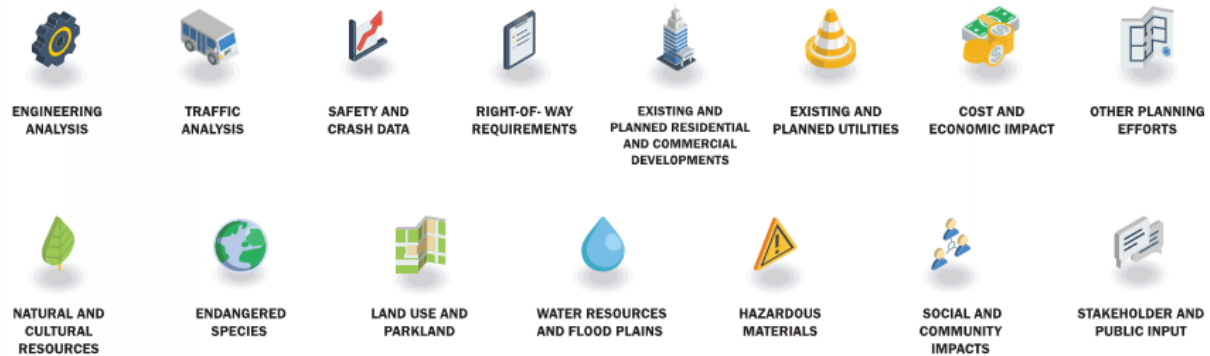 ENGINEERING
ANALYSIS
TRAFFIC
ANALYSIS
SAFETY AND
CRASH DATA
RIGHT-OF- WAY
REQUIREMENTS
EXISTING AND
PLANNED RESIDENTIAL
AND COMMERCIAL
DEVELOPMENTS
EXISTING AND
PLANNED UTILITIES
COST AND
ECONOMIC IMPACT
OTHER PLANNING
EFFORTS
NATURAL AND
CULTURAL
RESOURCES
ENDANGERED
SPECIES
LAND USE AND
PARKLAND
WATER RESOURCES
AND FLOOD PLAINS
HAZARDOUS
MATERIALS
SOCIAL AND
COMMUNITY
IMPACTS
STAKEHOLDER AND
PUBLIC INPUT